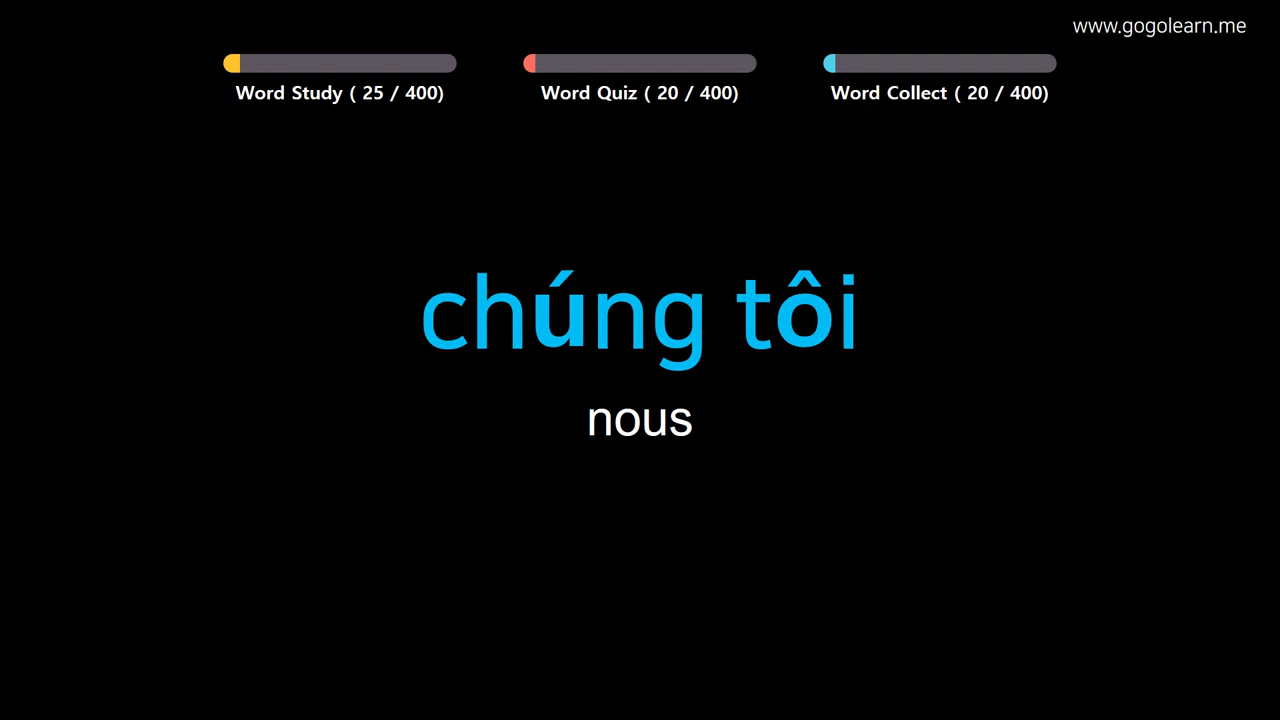 www.gogolearn.me
Word Study ( 25 / 400)
Word Quiz ( 20 / 400)
Word Collect ( 20 / 400)
chúng tôi
nous